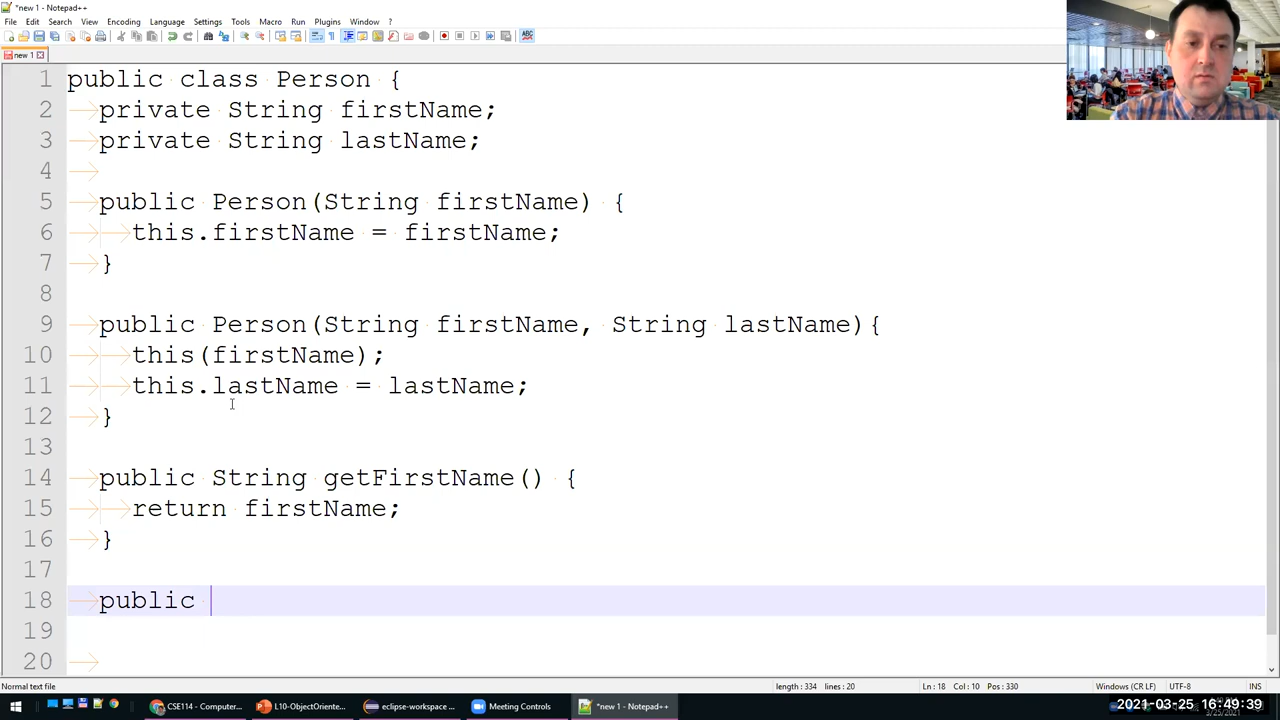 *new 1 - Notepad++
File Edit Search View Encoding Language Settings Tools Macro Run Plugins Window ?
new 1
1 public class Person {
2 private String firstName;
3 private String lastName;
4
5 public Person(String firstName) {
6 this.firstName = firstName;
7 }
8
9 public Person(String firstName, String lastName){
10 this(firstName);
11 this.lastName = lastName;
12 }
13
14 public String getFirstName() {
15 return firstName;
16 }
17
18 public
19
20
Normal text file length : 334 lines : 20 Ln : 18 Col : 10 Pos : 330 Windows (CR LF) UTF-8 INS
CSE114 - Computer... L10-ObjectOriente... eclipse-workspace ... Meeting Controls *new 1 - Notepad++ 2021-03-25 16:49:39